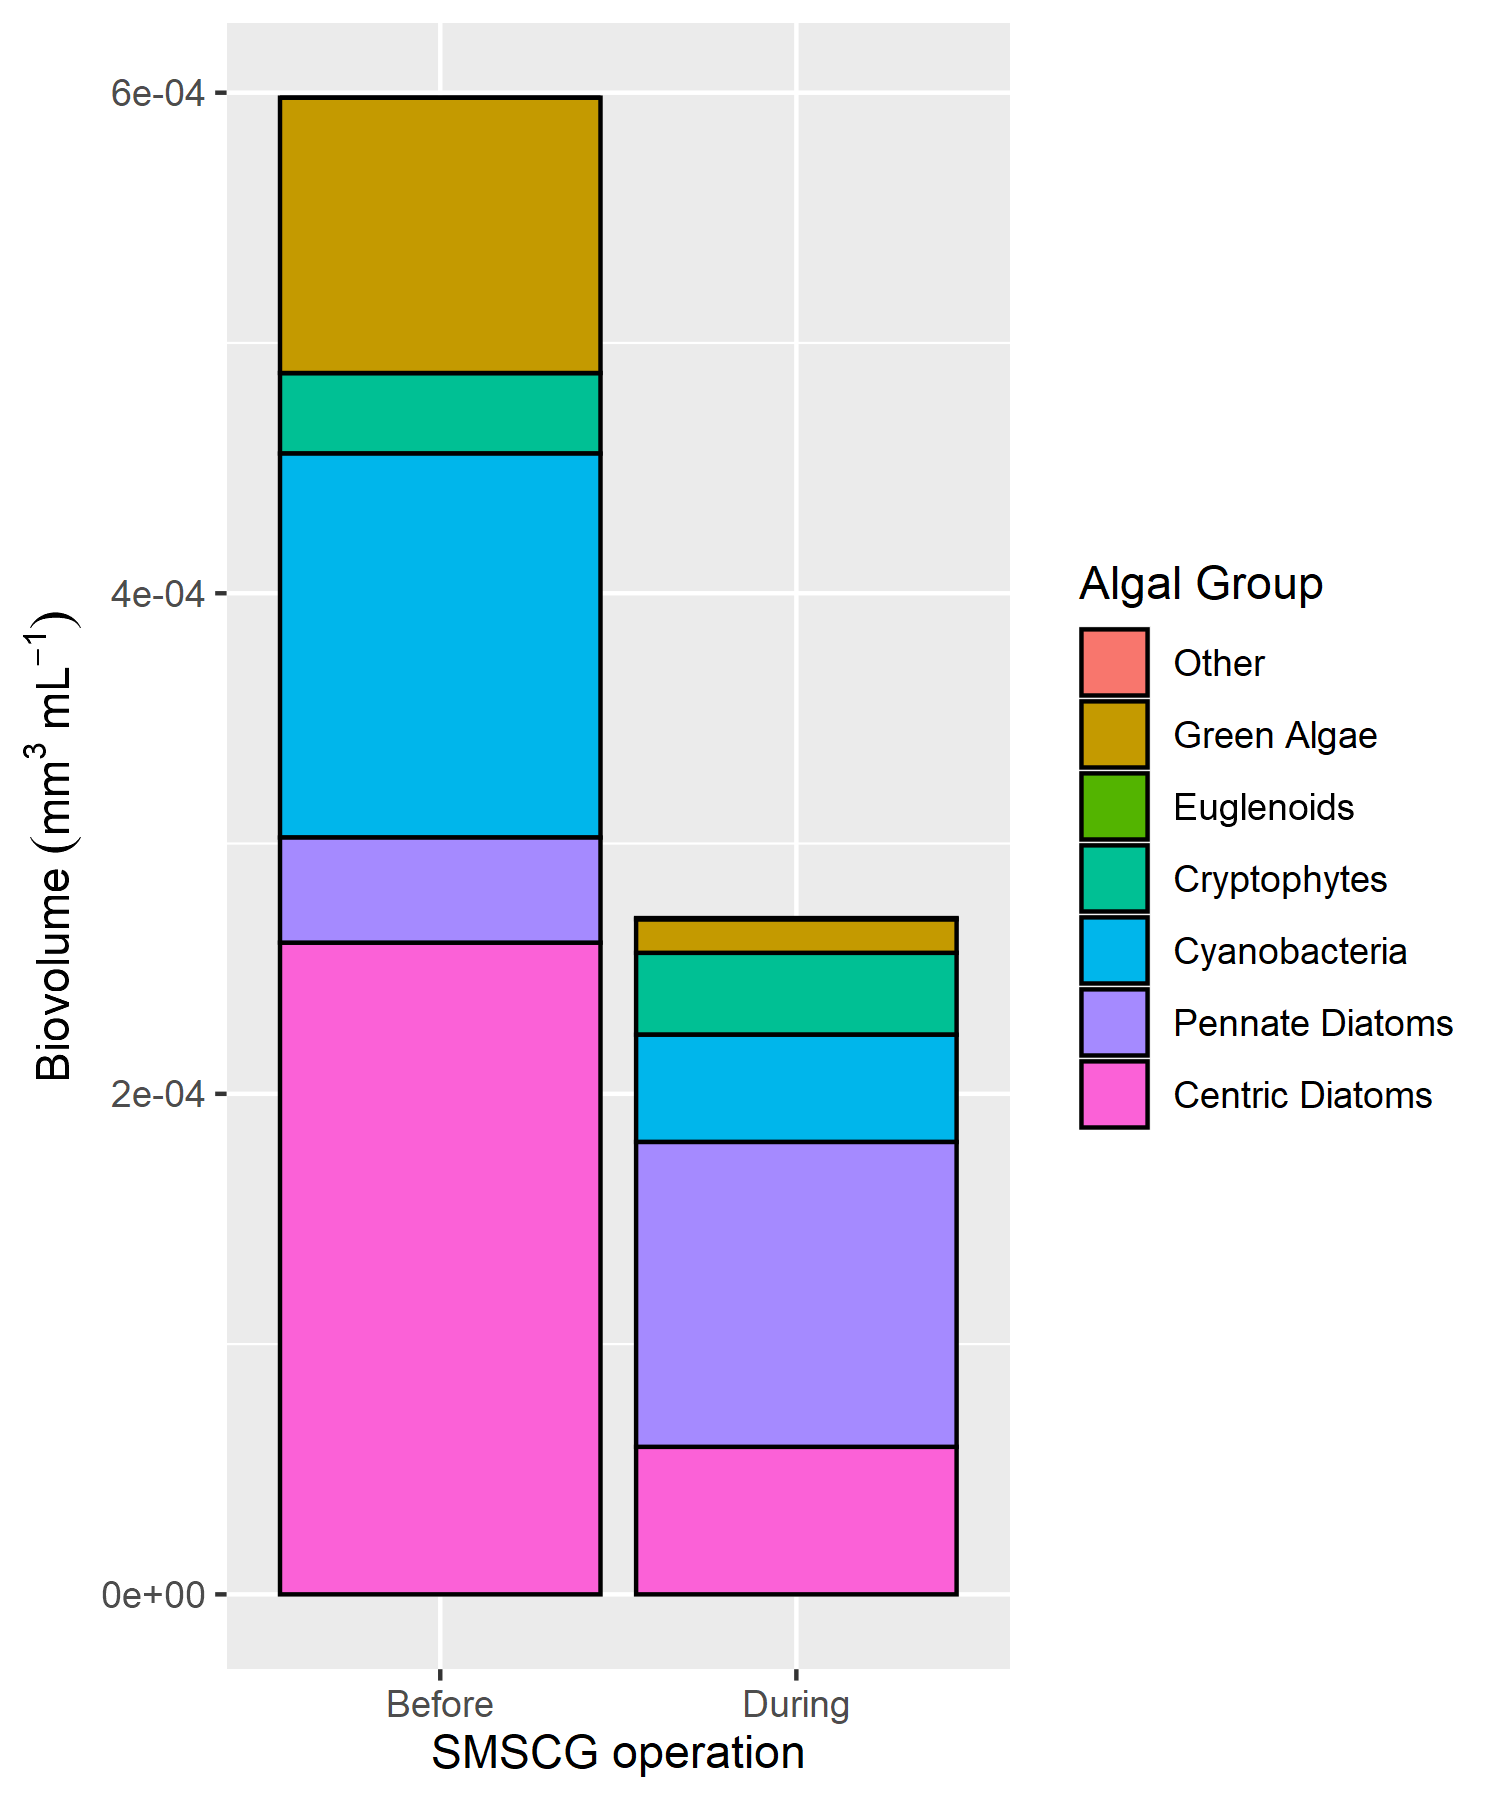 Biovolume (mm³ mL⁻¹)
6e-04
4e-04
2e-04
0e+00
Before
During
SMSCG operation
Algal Group
Other
Green Algae
Euglenoids
Cryptophytes
Cyanobacteria
Pennate Diatoms
Centric Diatoms